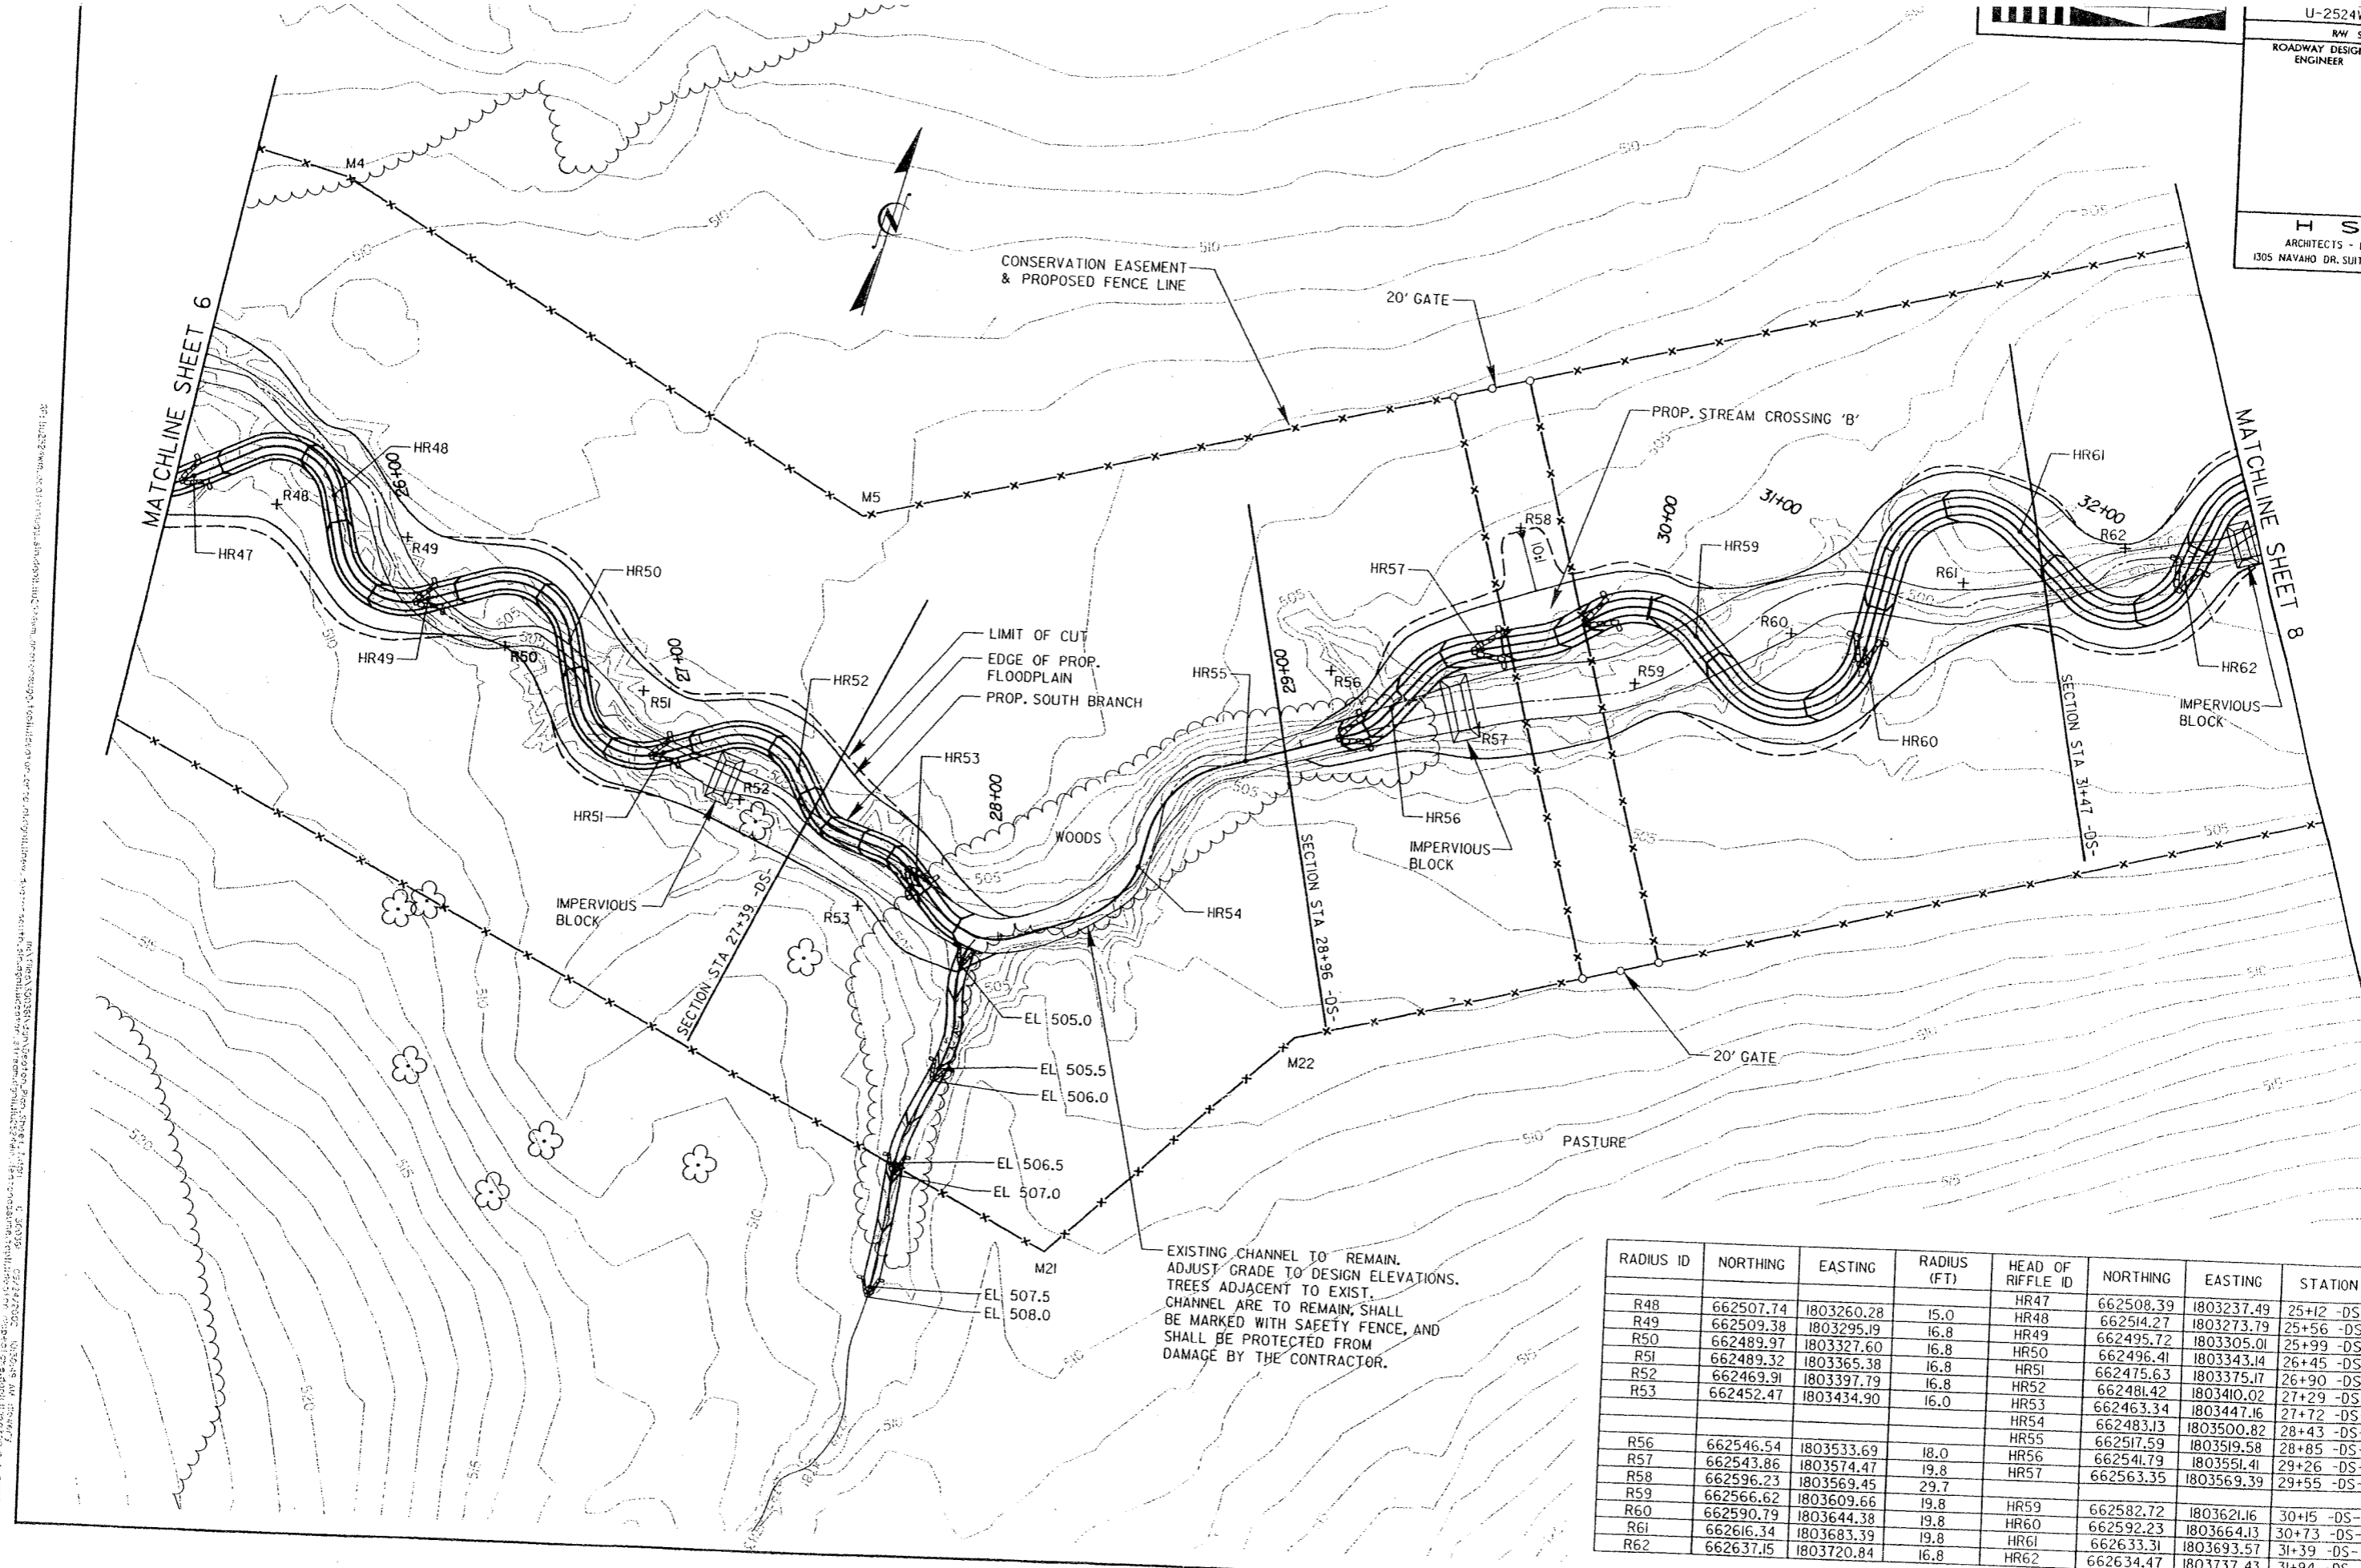 U-2524W
R/W S
ROADWAY DESIGN
ENGINEER
H S
ARCHITECTS -
1305 NAVAHO DR. SUIT
MATCHLINE SHEET 6
MATCHLINE SHEET 8
M4
M5
M21
M22
N
CONSERVATION EASEMENT
& PROPOSED FENCE LINE
20' GATE
PROP. STREAM CROSSING 'B'
HR47
HR48
HR49
HR50
HR51
HR52
HR53
HR54
HR55
HR56
HR57
HR59
HR60
HR61
HR62
R48
R49
R50
R51
R52
R53
R56
R57
R58
R59
R60
R61
R62
10:1
26+00
27+00
28+00
29+00
30+00
31+00
32+00
LIMIT OF CUT
EDGE OF PROP.
FLOODPLAIN
PROP. SOUTH BRANCH
IMPERVIOUS
BLOCK
IMPERVIOUS
BLOCK
IMPERVIOUS
BLOCK
WOODS
PASTURE
SECTION STA 27+39 -DS-
SECTION STA 28+96 -DS-
SECTION STA 31+47 -DS-
EL 505.0
EL 505.5
EL 506.0
EL 506.5
EL 507.0
EL 507.5
EL 508.0
20' GATE
EXISTING CHANNEL TO REMAIN.
ADJUST GRADE TO DESIGN ELEVATIONS.
TREES ADJACENT TO EXIST.
CHANNEL ARE TO REMAIN, SHALL
BE MARKED WITH SAFETY FENCE, AND
SHALL BE PROTECTED FROM
DAMAGE BY THE CONTRACTOR.
510
505
500
515
520
RADIUS ID NORTHING EASTING RADIUS (FT) HEAD OF RIFFLE ID NORTHING EASTING STATION
HR47 662508.39 1803237.49 25+12 -DS
R48 662507.74 1803260.28 15.0 HR48 662514.27 1803273.79 25+56 -DS
R49 662509.38 1803295.19 16.8 HR49 662495.72 1803305.01 25+99 -DS
R50 662489.97 1803327.60 16.8 HR50 662496.41 1803343.14 26+45 -DS
R51 662489.32 1803365.38 16.8 HR51 662475.63 1803375.17 26+90 -DS
R52 662469.91 1803397.79 16.8 HR52 662481.42 1803410.02 27+29 -DS
R53 662452.47 1803434.90 16.0 HR53 662463.34 1803447.16 27+72 -DS
HR54 662483.13 1803500.82 28+43 -DS
HR55 662517.59 1803519.58 28+85 -DS
R56 662546.54 1803533.69 18.0 HR56 662541.79 1803551.41 29+26 -DS
R57 662543.86 1803574.47 19.8 HR57 662563.35 1803569.39 29+55 -DS
R58 662596.23 1803569.45 29.7
R59 662566.62 1803609.66 19.8 HR59 662582.72 1803621.16 30+15 -DS-
R60 662590.79 1803644.38 19.8 HR60 662592.23 1803664.13 30+73 -DS-
R61 662616.34 1803683.39 19.8 HR61 662633.31 1803693.57 31+39 -DS-
R62 662637.15 1803720.84 16.8 HR62 662634.47 1803737.43 31+94 -DS